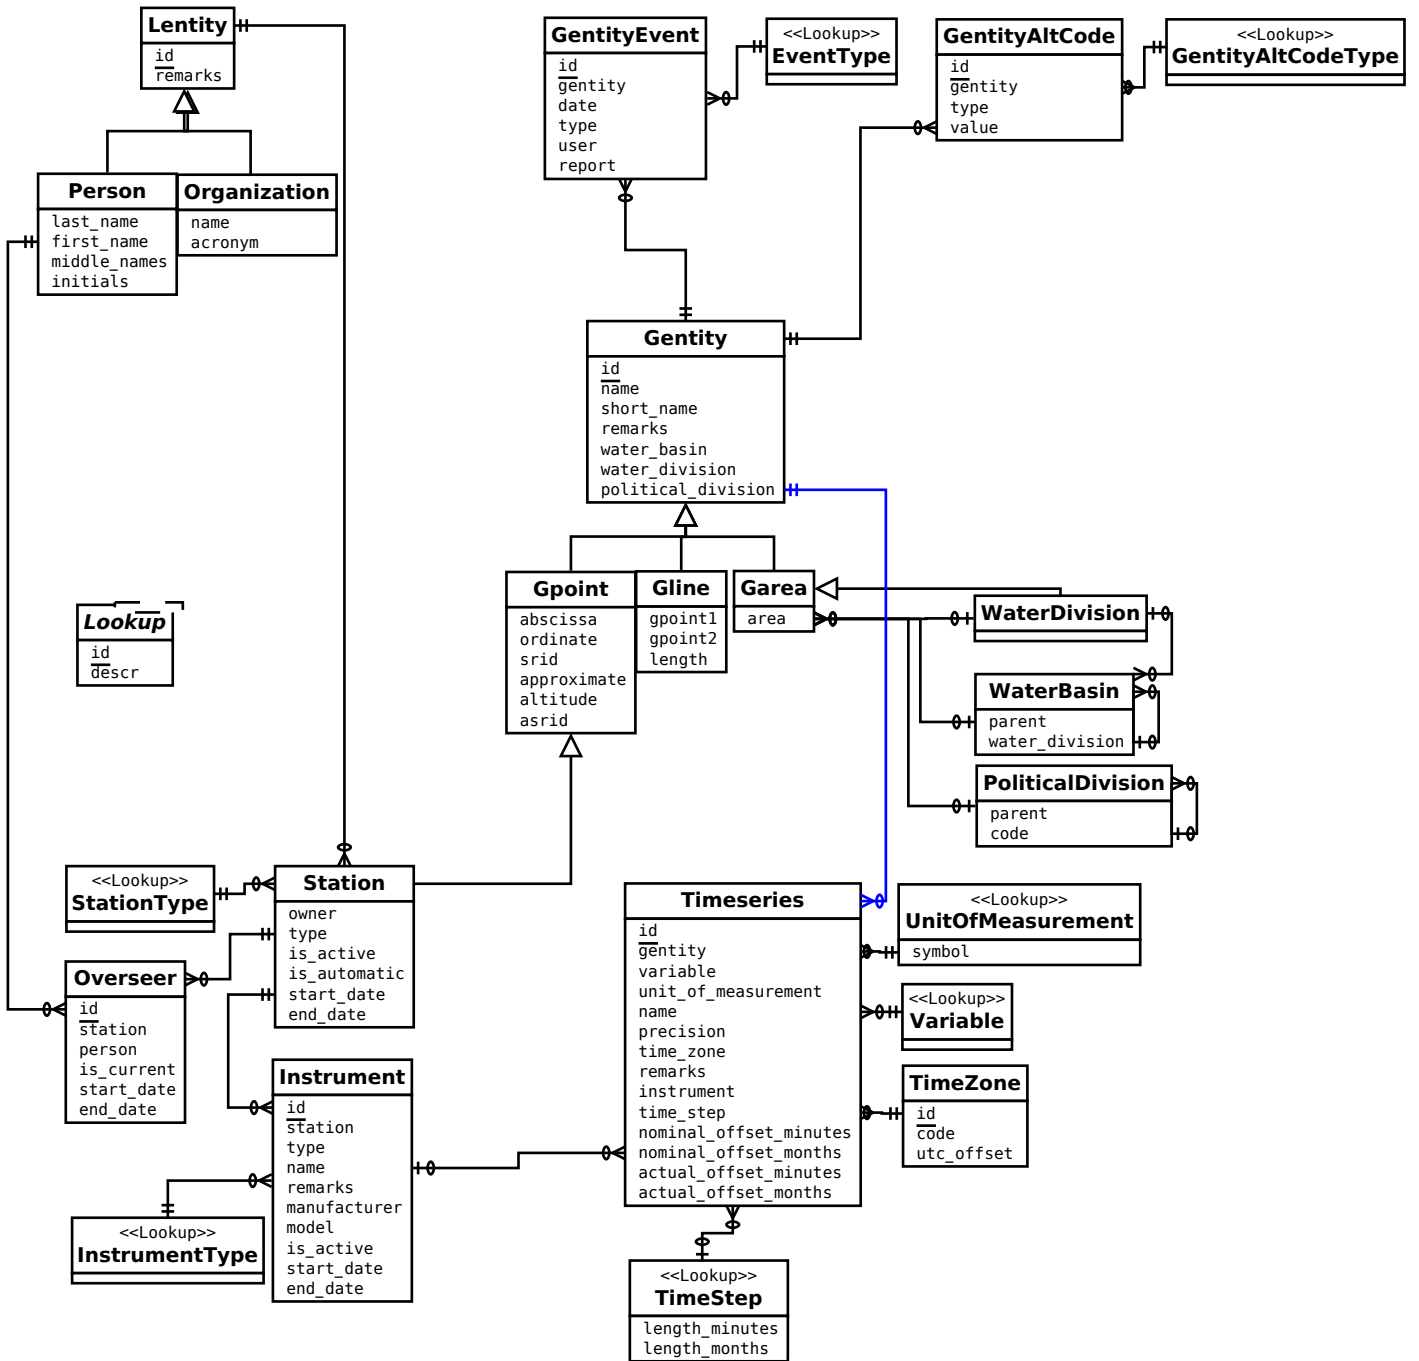 Lentity
id
remarks
Person
last_name
first_name
middle_names
initials
Organization
name
acronym
GentityEvent
id
gentity
date
type
user
report
<<Lookup>>
EventType
GentityAltCode
id
gentity
type
value
<<Lookup>>
GentityAltCodeType
Gentity
id
name
short_name
remarks
water_basin
water_division
political_division
Gpoint
abscissa
ordinate
srid
approximate
altitude
asrid
Gline
gpoint1
gpoint2
length
Garea
area
WaterDivision
WaterBasin
parent
water_division
PoliticalDivision
parent
code
Lookup
id
descr
<<Lookup>>
StationType
Station
owner
type
is_active
is_automatic
start_date
end_date
Overseer
id
station
person
is_current
start_date
end_date
Instrument
id
station
type
name
remarks
manufacturer
model
is_active
start_date
end_date
<<Lookup>>
InstrumentType
Timeseries
id
gentity
variable
unit_of_measurement
name
precision
time_zone
remarks
instrument
time_step
nominal_offset_minutes
nominal_offset_months
actual_offset_minutes
actual_offset_months
<<Lookup>>
UnitOfMeasurement
symbol
<<Lookup>>
Variable
TimeZone
id
code
utc_offset
<<Lookup>>
TimeStep
length_minutes
length_months